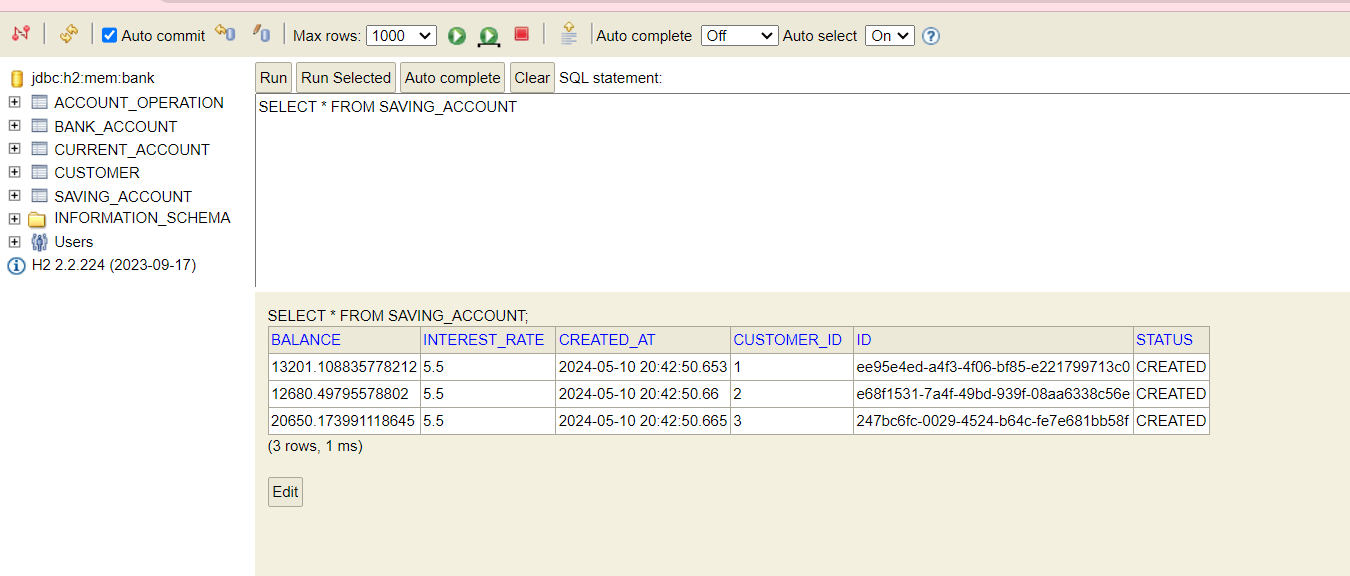 Auto commit Max rows: 1000 Auto complete Off Auto select On ?
jdbc:h2:mem:bank
ACCOUNT_OPERATION
BANK_ACCOUNT
CURRENT_ACCOUNT
CUSTOMER
SAVING_ACCOUNT
INFORMATION_SCHEMA
Users
H2 2.2.224 (2023-09-17)
Run Run Selected Auto complete Clear SQL statement:
SELECT * FROM SAVING_ACCOUNT
SELECT * FROM SAVING_ACCOUNT;
BALANCE INTEREST_RATE CREATED_AT CUSTOMER_ID ID STATUS
13201.108835778212 5.5 2024-05-10 20:42:50.653 1 ee95e4ed-a4f3-4f06-bf85-e221799713c0 CREATED
12680.49795578802 5.5 2024-05-10 20:42:50.66 2 e68f1531-7a4f-49bd-939f-08aa6338c56e CREATED
20650.173991118645 5.5 2024-05-10 20:42:50.665 3 247bc6fc-0029-4524-b64c-fe7e681bb58f CREATED
(3 rows, 1 ms)
Edit